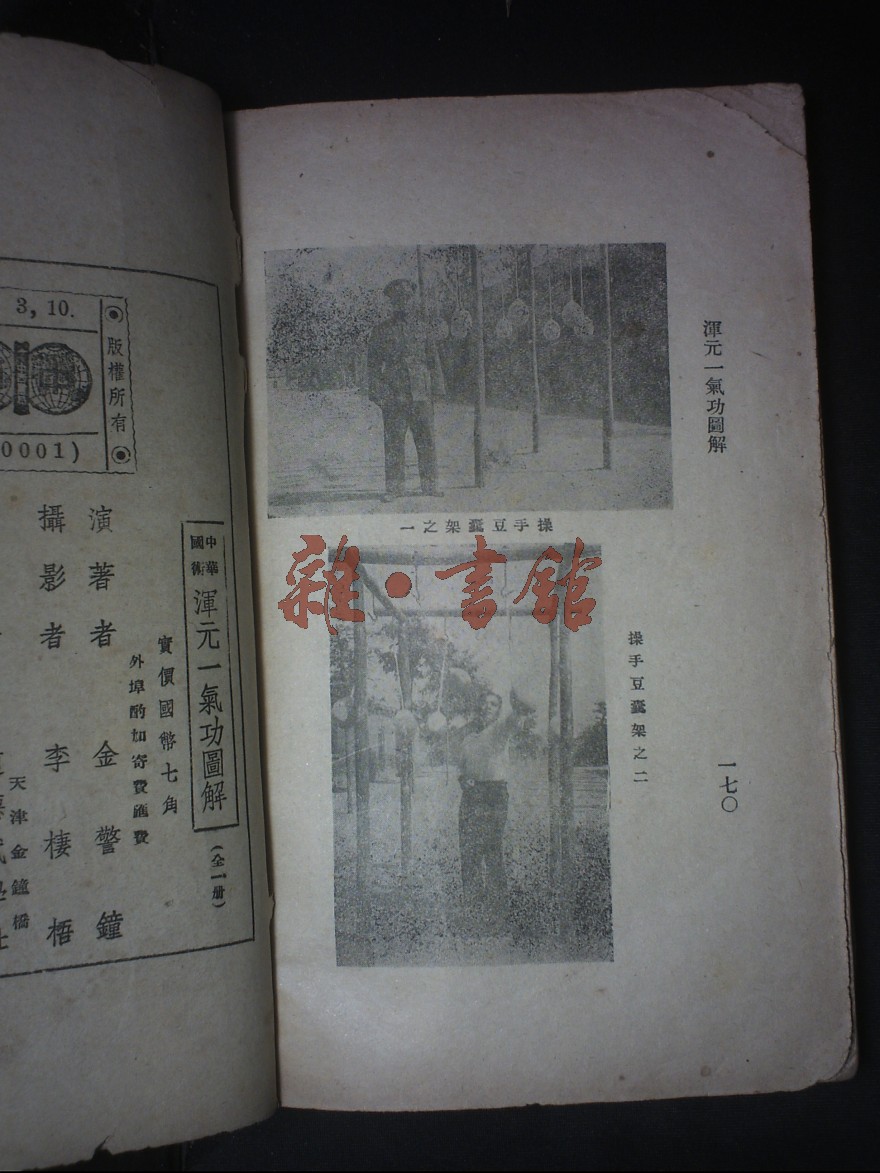 渾元一氣功圖解
一七〇
操手豆囊架之一
操手豆囊架之二
雜·書館
3, 10.
版權所有
0001)
中華國術 渾元一氣功圖解
(全一册)
實價國幣七角
外埠酌加寄費匯費
演著者 金警鐘
攝影者 李棲梧
天津金鐘橋